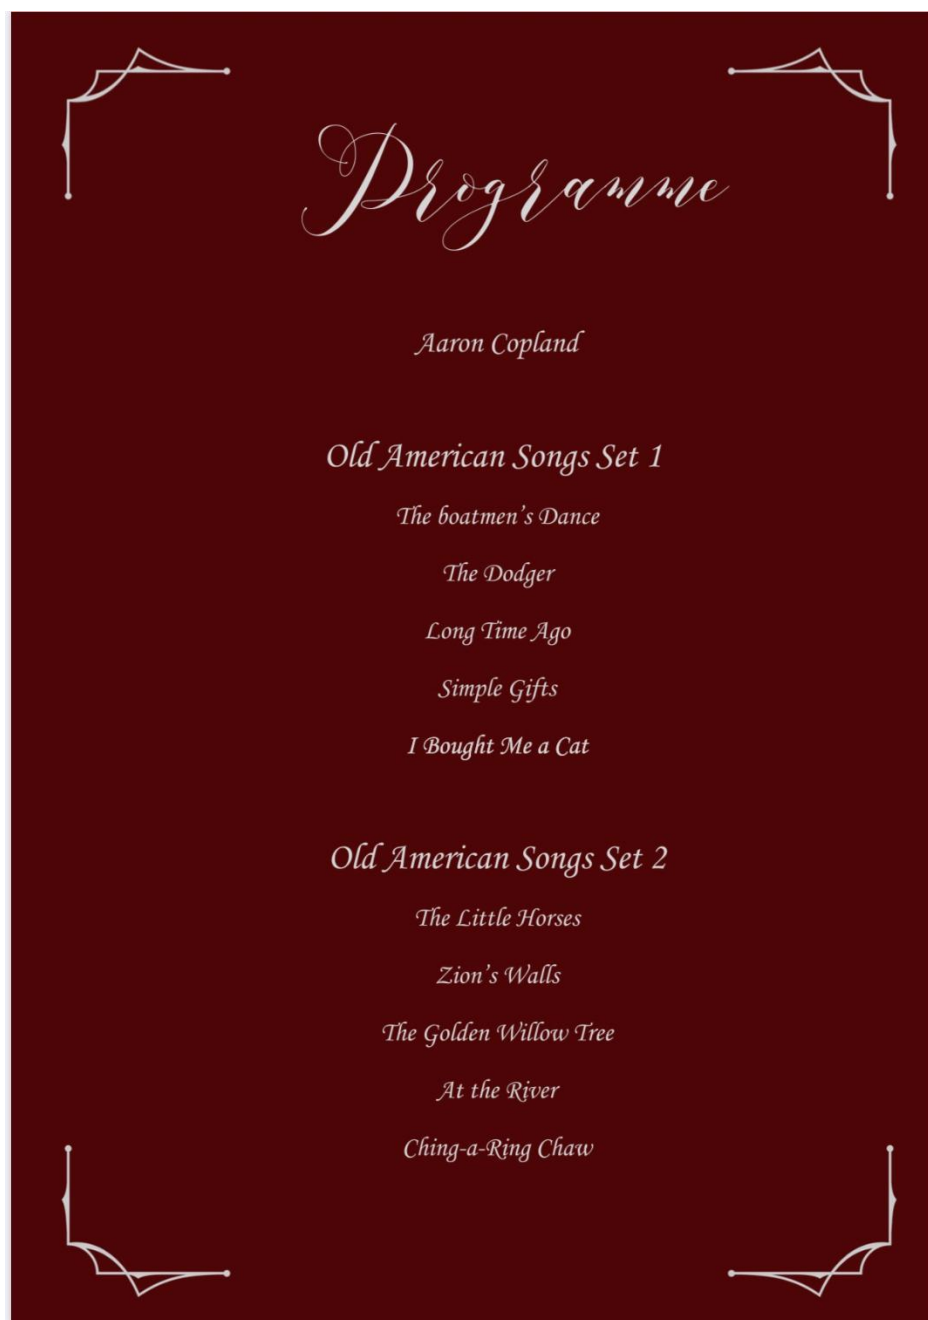 Programme
Aaron Copland
Old American Songs Set 1
The boatmen's Dance
The Dodger
Long Time Ago
Simple Gifts
I Bought Me a Cat
Old American Songs Set 2
The Little Horses
Zion's Walls
The Golden Willow Tree
At the River
Ching-a-Ring Chaw